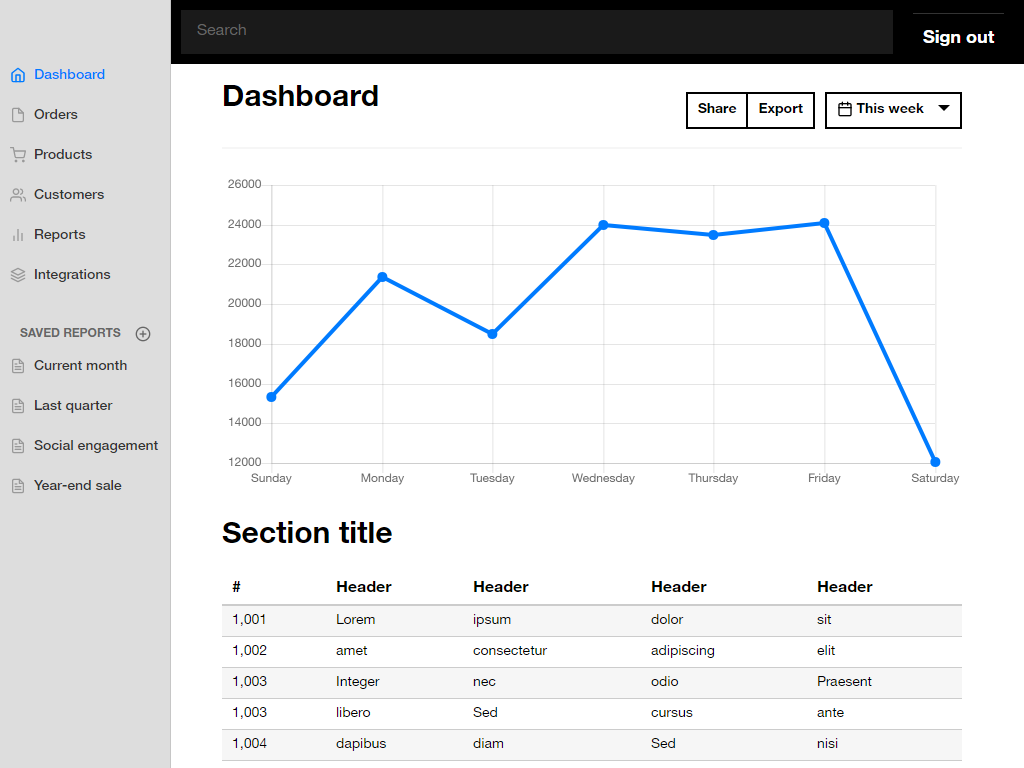 Search
Sign out
Dashboard
Orders
Products
Customers
Reports
Integrations
SAVED REPORTS
Current month
Last quarter
Social engagement
Year-end sale
Dashboard
Share Export This week
26000
24000
22000
20000
18000
16000
14000
12000
Sunday Monday Tuesday Wednesday Thursday Friday Saturday
Section title
# Header Header Header Header
1,001 Lorem ipsum dolor sit
1,002 amet consectetur adipiscing elit
1,003 Integer nec odio Praesent
1,003 libero Sed cursus ante
1,004 dapibus diam Sed nisi